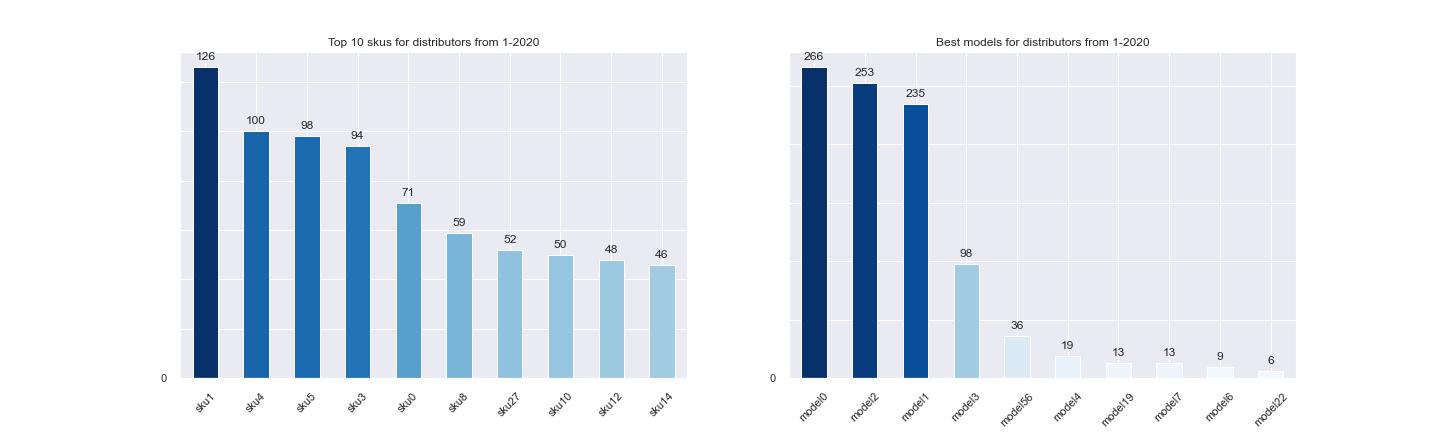 Top 10 skus for distributors from 1-2020
126
100
98
94
71
59
52
50
48
46
0
sku1
sku4
sku5
sku3
sku0
sku8
sku27
sku10
sku12
sku14
Best models for distributors from 1-2020
266
253
235
98
36
19
13
13
9
6
0
model0
model2
model1
model3
model56
model4
model19
model7
model6
model22